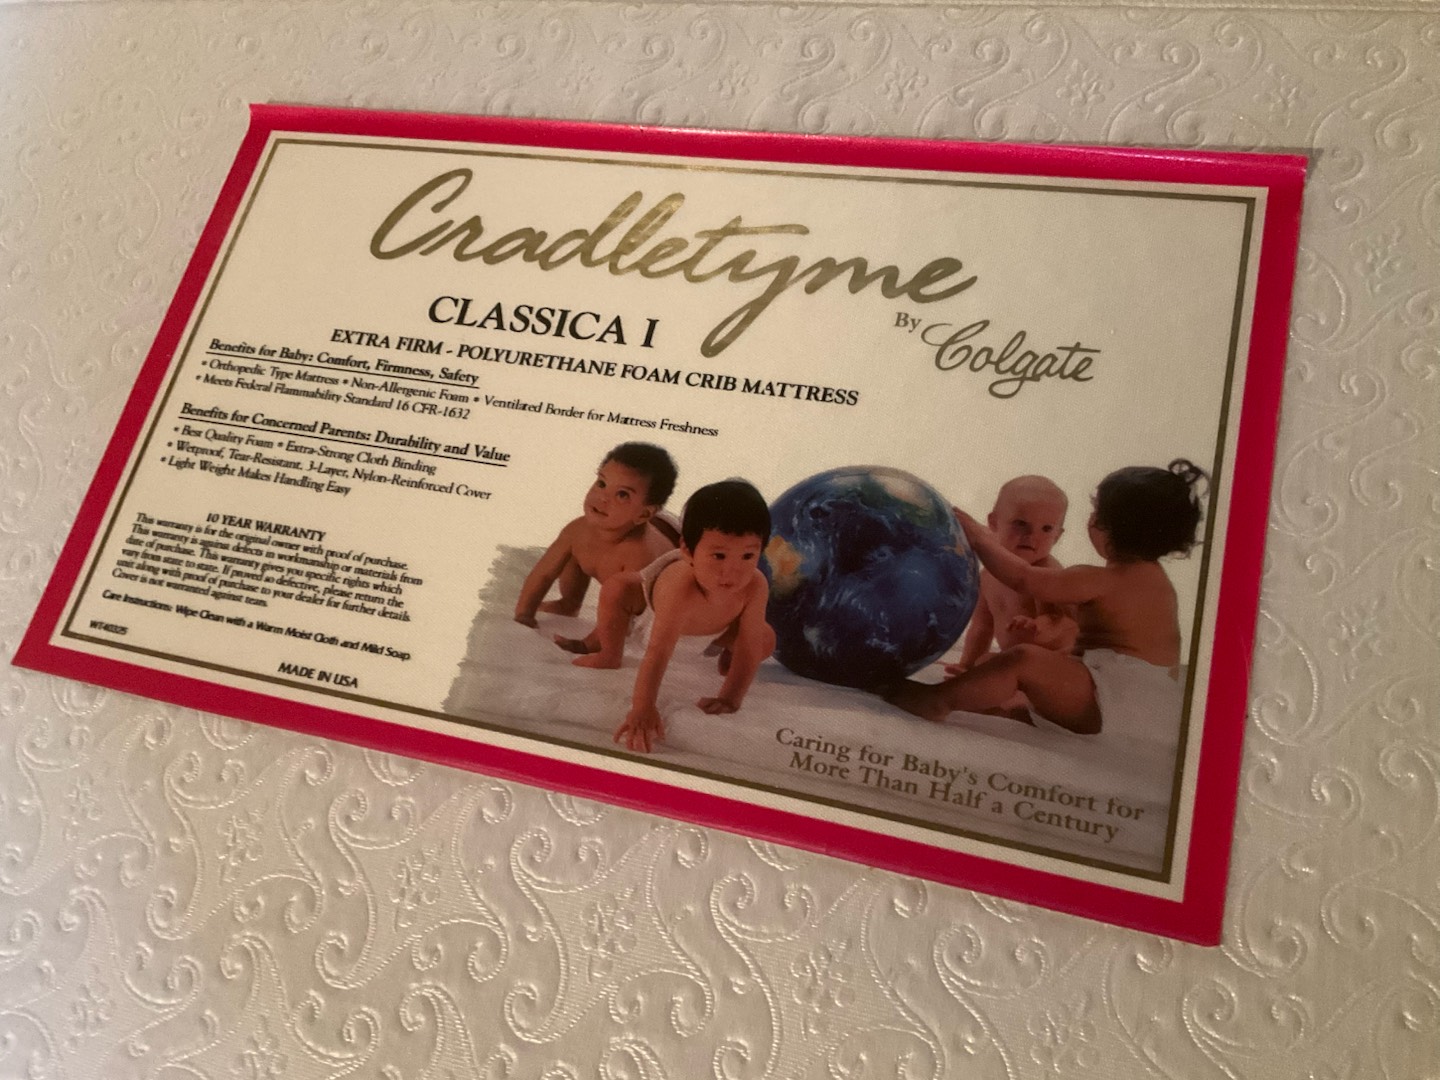 Cradletyme
By Colgate
CLASSICA I
EXTRA FIRM - POLYURETHANE FOAM CRIB MATTRESS
Benefits for Baby: Comfort, Firmness, Safety
• Orthopedic Type Mattress • Non-Allergenic Foam • Ventilated Border for Mattress Freshness
• Meets Federal Flammability Standard 16 CFR-1632
Benefits for Concerned Parents: Durability and Value
• Best Quality Foam • Extra-Strong Cloth Binding
• Wetproof, Tear-Resistant, 3-Layer, Nylon-Reinforced Cover
• Light Weight Makes Handling Easy
10 YEAR WARRANTY
This warranty is for the original owner with proof of purchase.
This warranty is against defects in workmanship or materials from
date of purchase. This warranty gives you specific rights which
vary from state to state. If proved so defective, please return the
unit along with proof of purchase to your dealer for further details.
Cover is not warranted against tears.
Care Instructions: Wipe Clean with a Warm Moist Cloth and Mild Soap
WT40325
MADE IN USA
Caring for Baby's Comfort for
More Than Half a Century